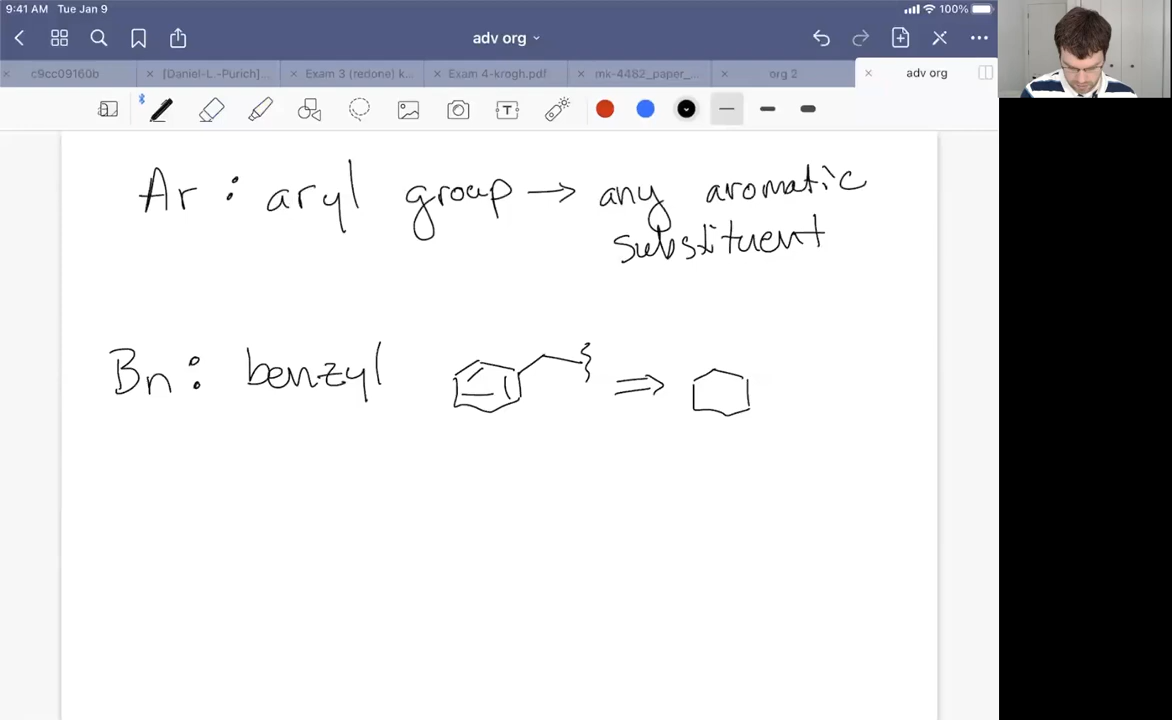 9:41 AM Tue Jan 9
100%
adv org
c9cc09160b
[Daniel-L.-Purich]...
Exam 3 (redone) k...
Exam 4-krogh.pdf
mk-4482_paper_...
org 2
adv org
Ar : aryl group → any aromatic
substituent
Bn : benzyl ⇒